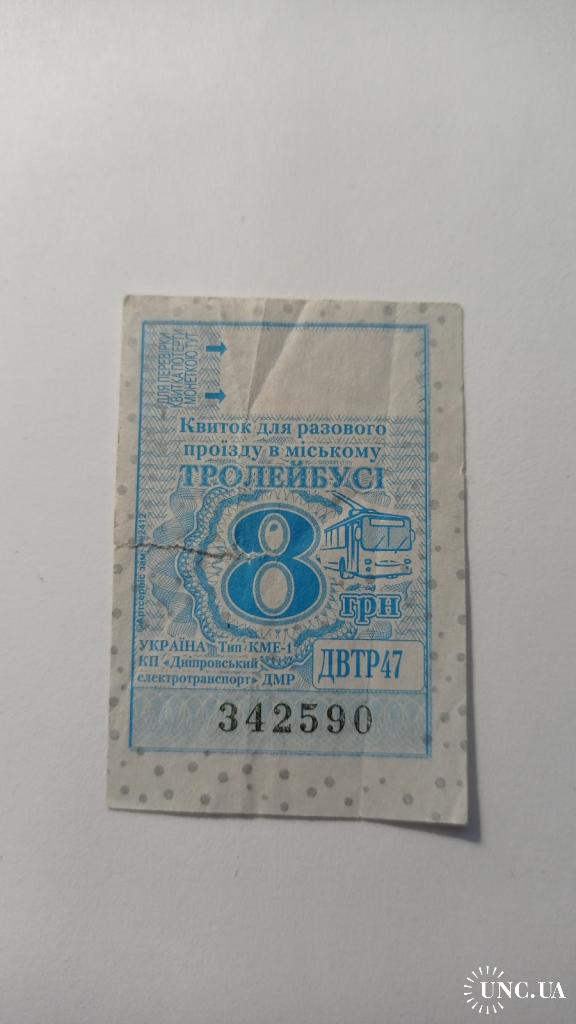 ДЛЯ ПЕРЕВІРКИ
КВИТКА ПОТЕРТИ
МОНЕТКОЮ ТУТ
Квиток для разового
проїзду в міському
ТРОЛЕЙБУСІ
8
грн
УКРАЇНА Тип КМЕ-1
КП «Дніпровський
електротранспорт» ДМР
ДВТР47
342590
UNC.UA